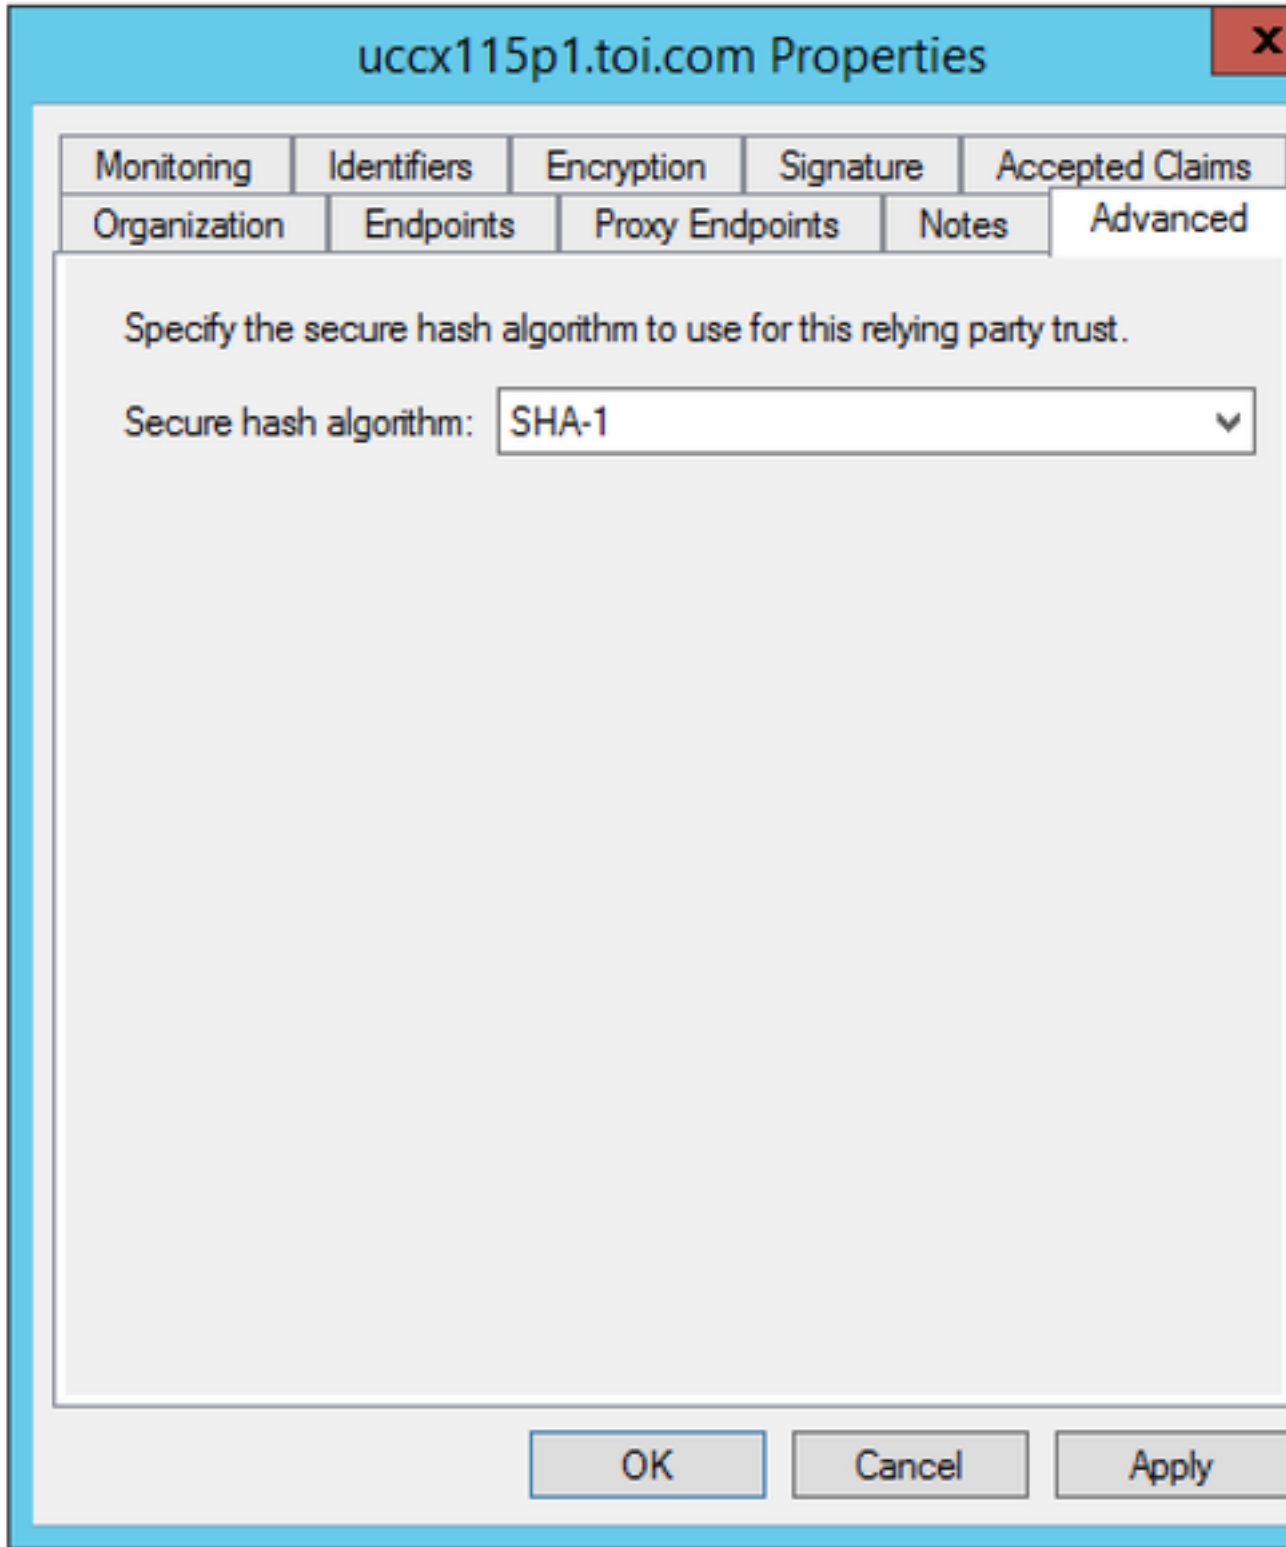 uccx115p1.toi.com Properties
x
Monitoring Identifiers Encryption Signature Accepted Claims
Organization Endpoints Proxy Endpoints Notes Advanced
Specify the secure hash algorithm to use for this relying party trust.
Secure hash algorithm: SHA-1
OK Cancel Apply